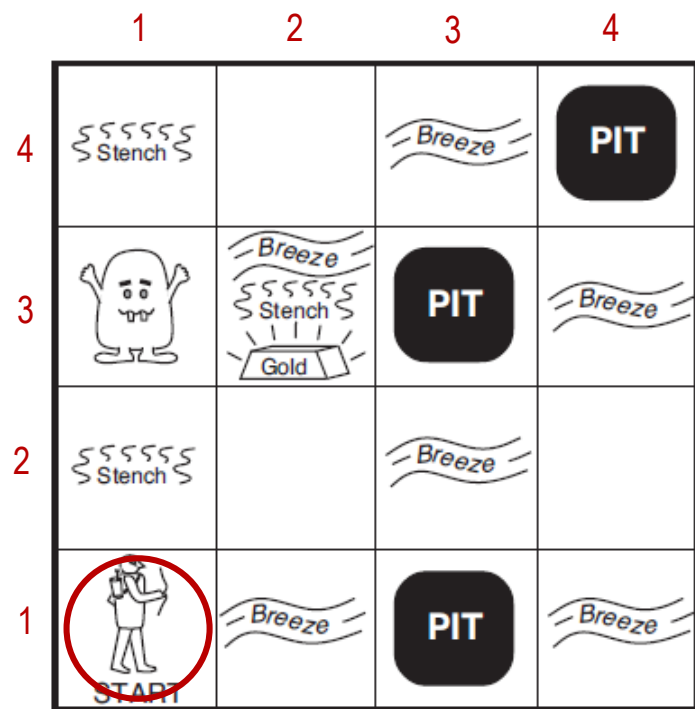 1 2 3 4
4 Stench Breeze PIT
Breeze
3 Stench PIT Breeze
Gold
2 Stench Breeze
1 Breeze PIT Breeze
START